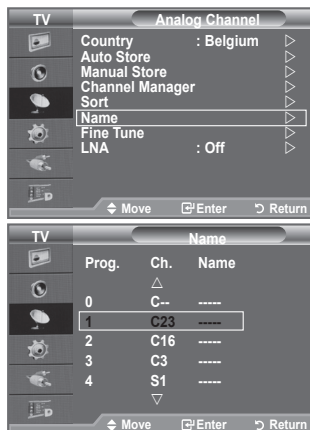 TV Analog Channel
Country : Belgium
Auto Store
Manual Store
Channel Manager
Sort
Name
Fine Tune
LNA : Off
Move Enter Return
TV Name
Prog. Ch. Name
0 C-- -----
1 C23 -----
2 C16 -----
3 C3 -----
4 S1 -----
Move Enter Return